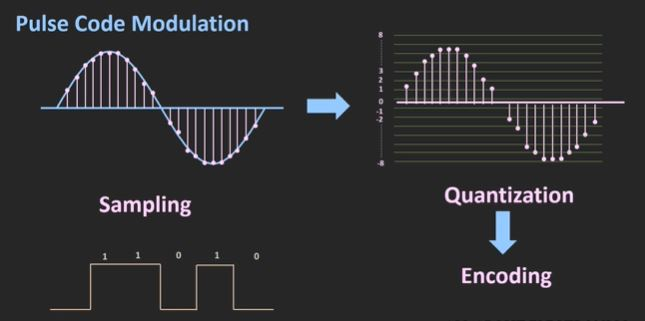 Pulse Code Modulation
8
3
2
1
0
-1
-2
-8
Sampling
Quantization
Encoding
1 1 0 1 0